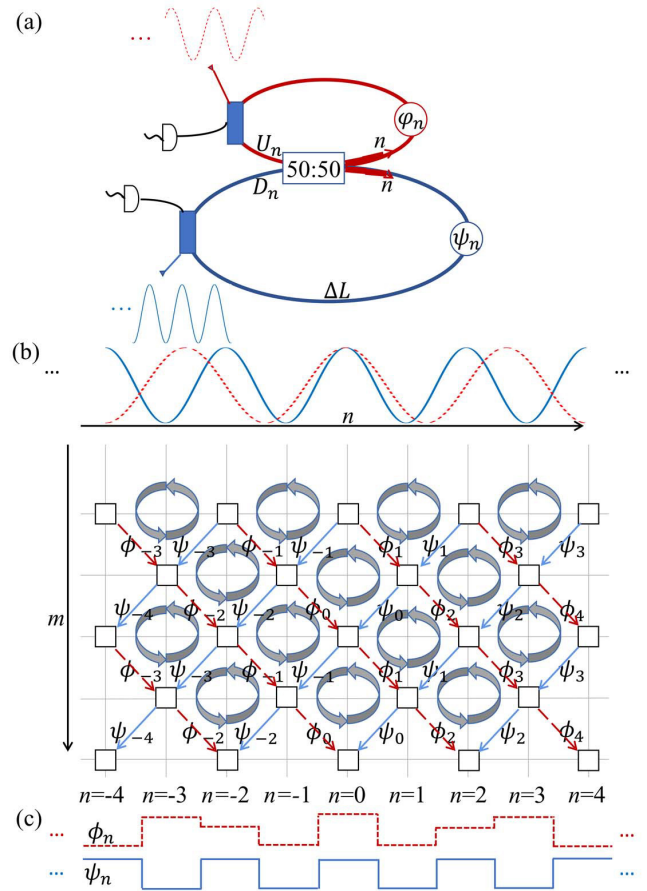 (a)
...
φₙ
n
Uₙ
50:50
Dₙ
n
ψₙ
ΔL
...
(b)
... ...
n
ϕ₋₃ ψ₋₃ ϕ₋₁ ψ₋₁ ϕ₁ ψ₁ ϕ₃ ψ₃
m
ψ₋₄ ϕ₋₂ ψ₋₂ ϕ₀ ψ₀ ϕ₂ ψ₂ ϕ₄
ϕ₋₃ ψ₋₃ ϕ₋₁ ψ₋₁ ϕ₁ ψ₁ ϕ₃ ψ₃
ψ₋₄ ϕ₋₂ ψ₋₂ ϕ₀ ψ₀ ϕ₂ ψ₂ ϕ₄
n=-4 n=-3 n=-2 n=-1 n=0 n=1 n=2 n=3 n=4
(c)
... ϕₙ ...
... ψₙ ...